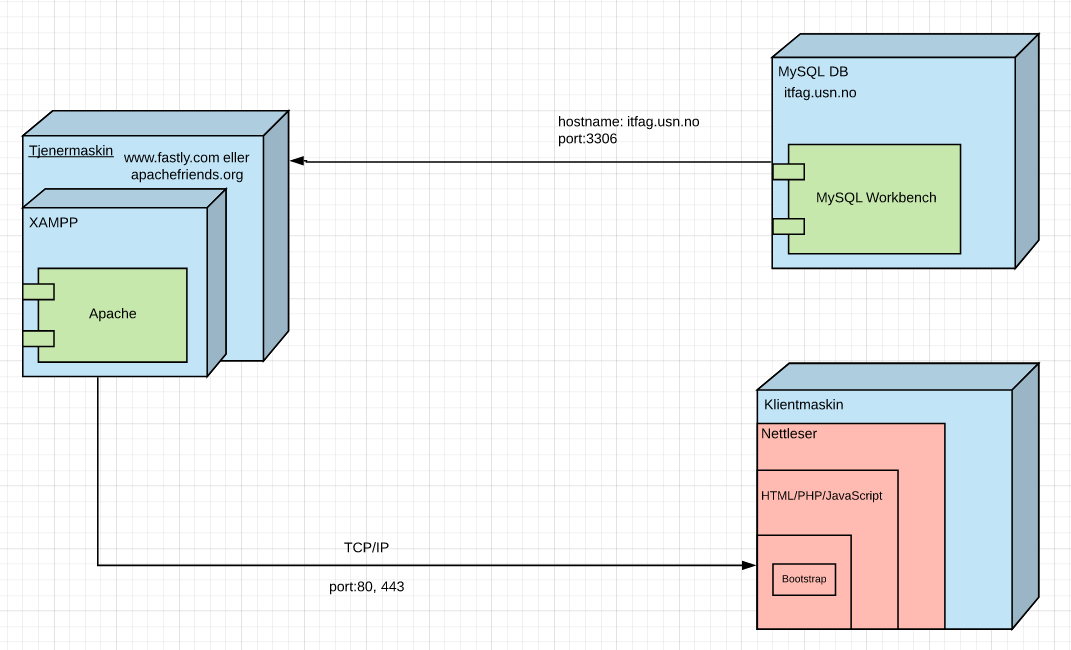 MySQL DB
itfag.usn.no
hostname: itfag.usn.no
port:3306
Tjenermaskin
www.fastly.com eller
apachefriends.org
MySQL Workbench
XAMPP
Apache
Klientmaskin
Nettleser
HTML/PHP/JavaScript
TCP/IP
Bootstrap
port:80, 443